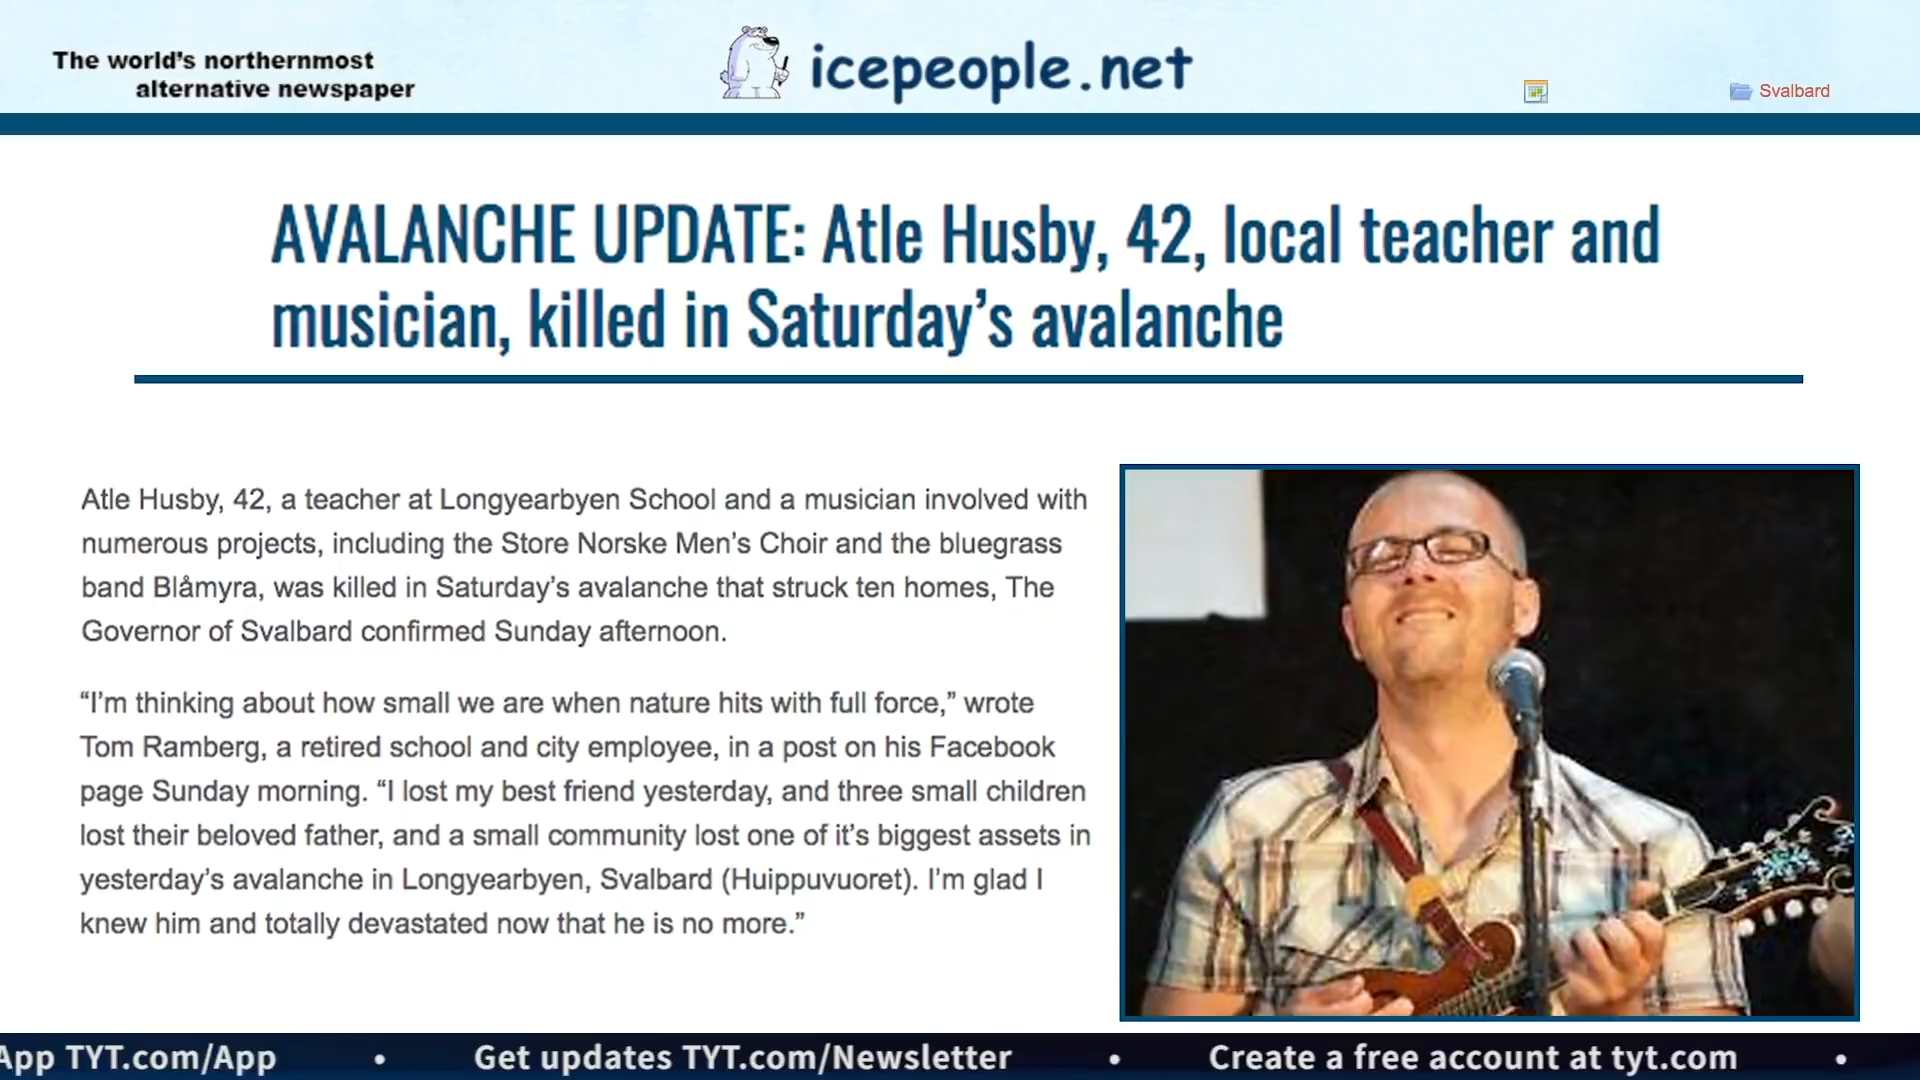 The world's northernmost
alternative newspaper
icepeople.net
Svalbard
AVALANCHE UPDATE: Atle Husby, 42, local teacher and
musician, killed in Saturday’s avalanche
Atle Husby, 42, a teacher at Longyearbyen School and a musician involved with
numerous projects, including the Store Norske Men’s Choir and the bluegrass
band Blåmyra, was killed in Saturday’s avalanche that struck ten homes, The
Governor of Svalbard confirmed Sunday afternoon.
“I’m thinking about how small we are when nature hits with full force,” wrote
Tom Ramberg, a retired school and city employee, in a post on his Facebook
page Sunday morning. “I lost my best friend yesterday, and three small children
lost their beloved father, and a small community lost one of it’s biggest assets in
yesterday’s avalanche in Longyearbyen, Svalbard (Huippuvuoret). I’m glad I
knew him and totally devastated now that he is no more.”
App TYT.com/App • Get updates TYT.com/Newsletter • Create a free account at tyt.com •